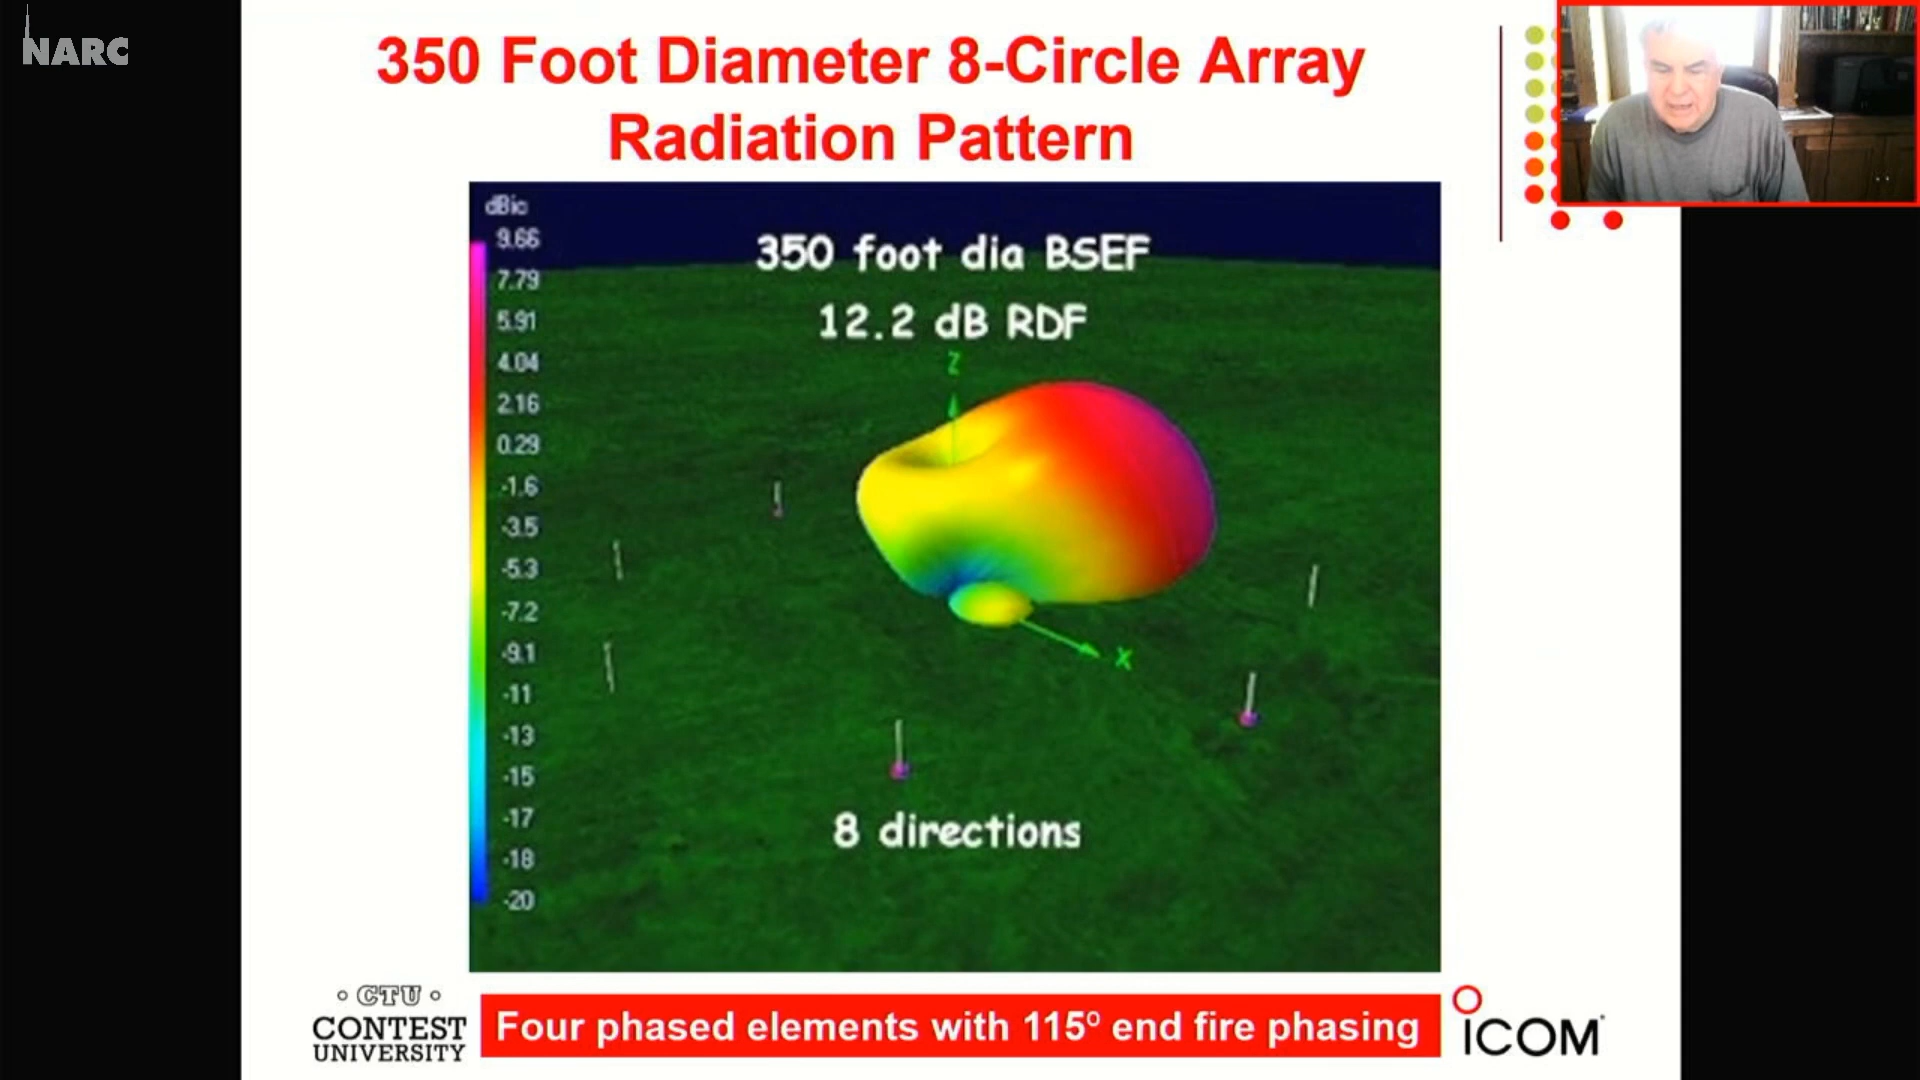 NARC
350 Foot Diameter 8-Circle Array
Radiation Pattern
dBic
9.66
7.79
5.91
4.04
2.16
0.29
-1.6
-3.5
-5.3
-7.2
-9.1
-11
-13
-15
-17
-18
-20
350 foot dia BSEF
12.2 dB RDF
Z
X
8 directions
CTU
CONTEST
UNIVERSITY
Four phased elements with 115º end fire phasing
ICOM